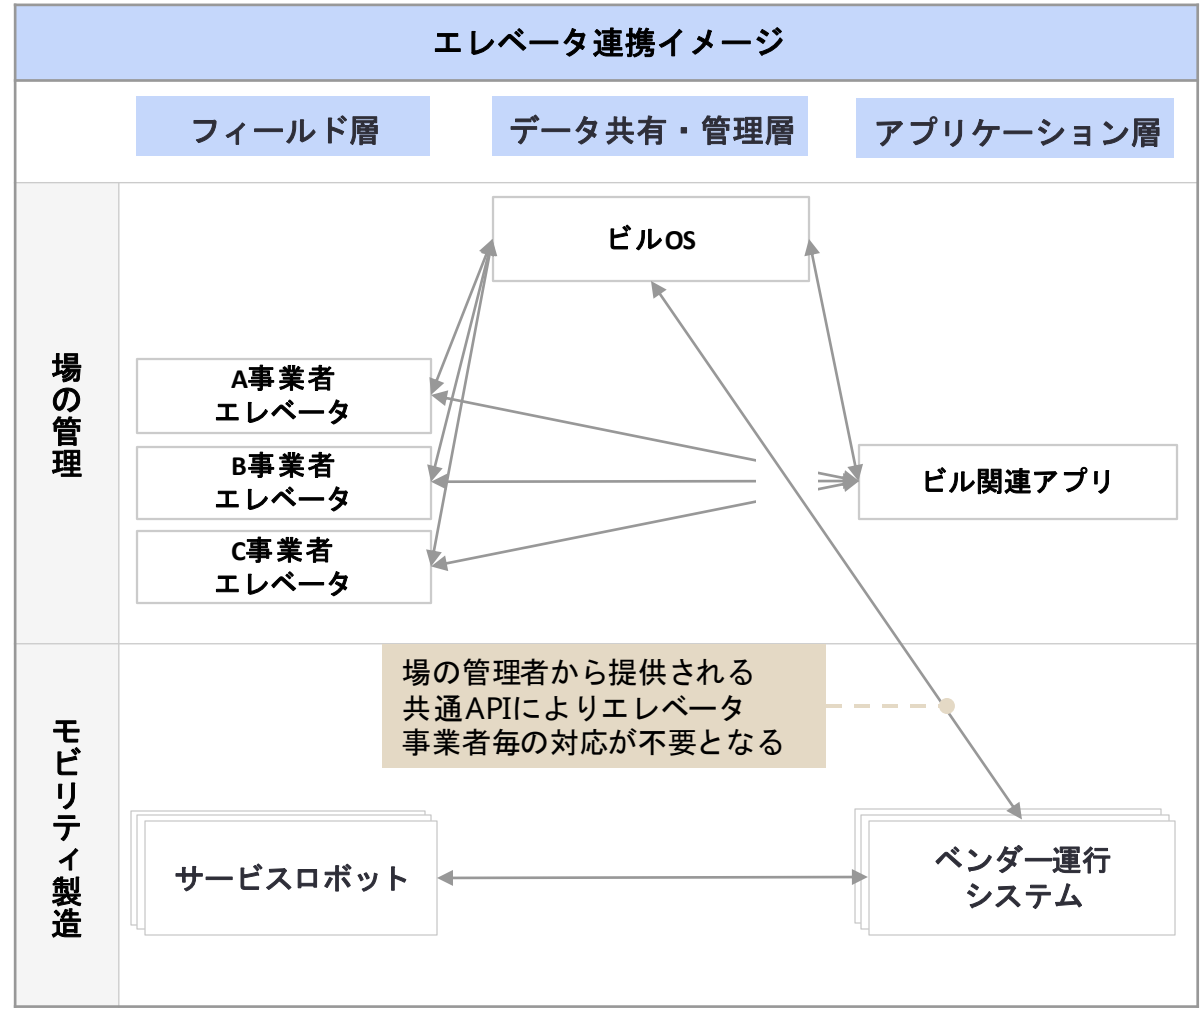 エレベータ連携イメージ
フィールド層
データ共有・管理層
アプリケーション層
場の管理
ビルOS
A事業者
エレベータ
B事業者
エレベータ
C事業者
エレベータ
ビル関連アプリ
モビリティ製造
場の管理者から提供される
共通APIによりエレベータ
事業者毎の対応が不要となる
サービスロボット
ベンダー運行
システム